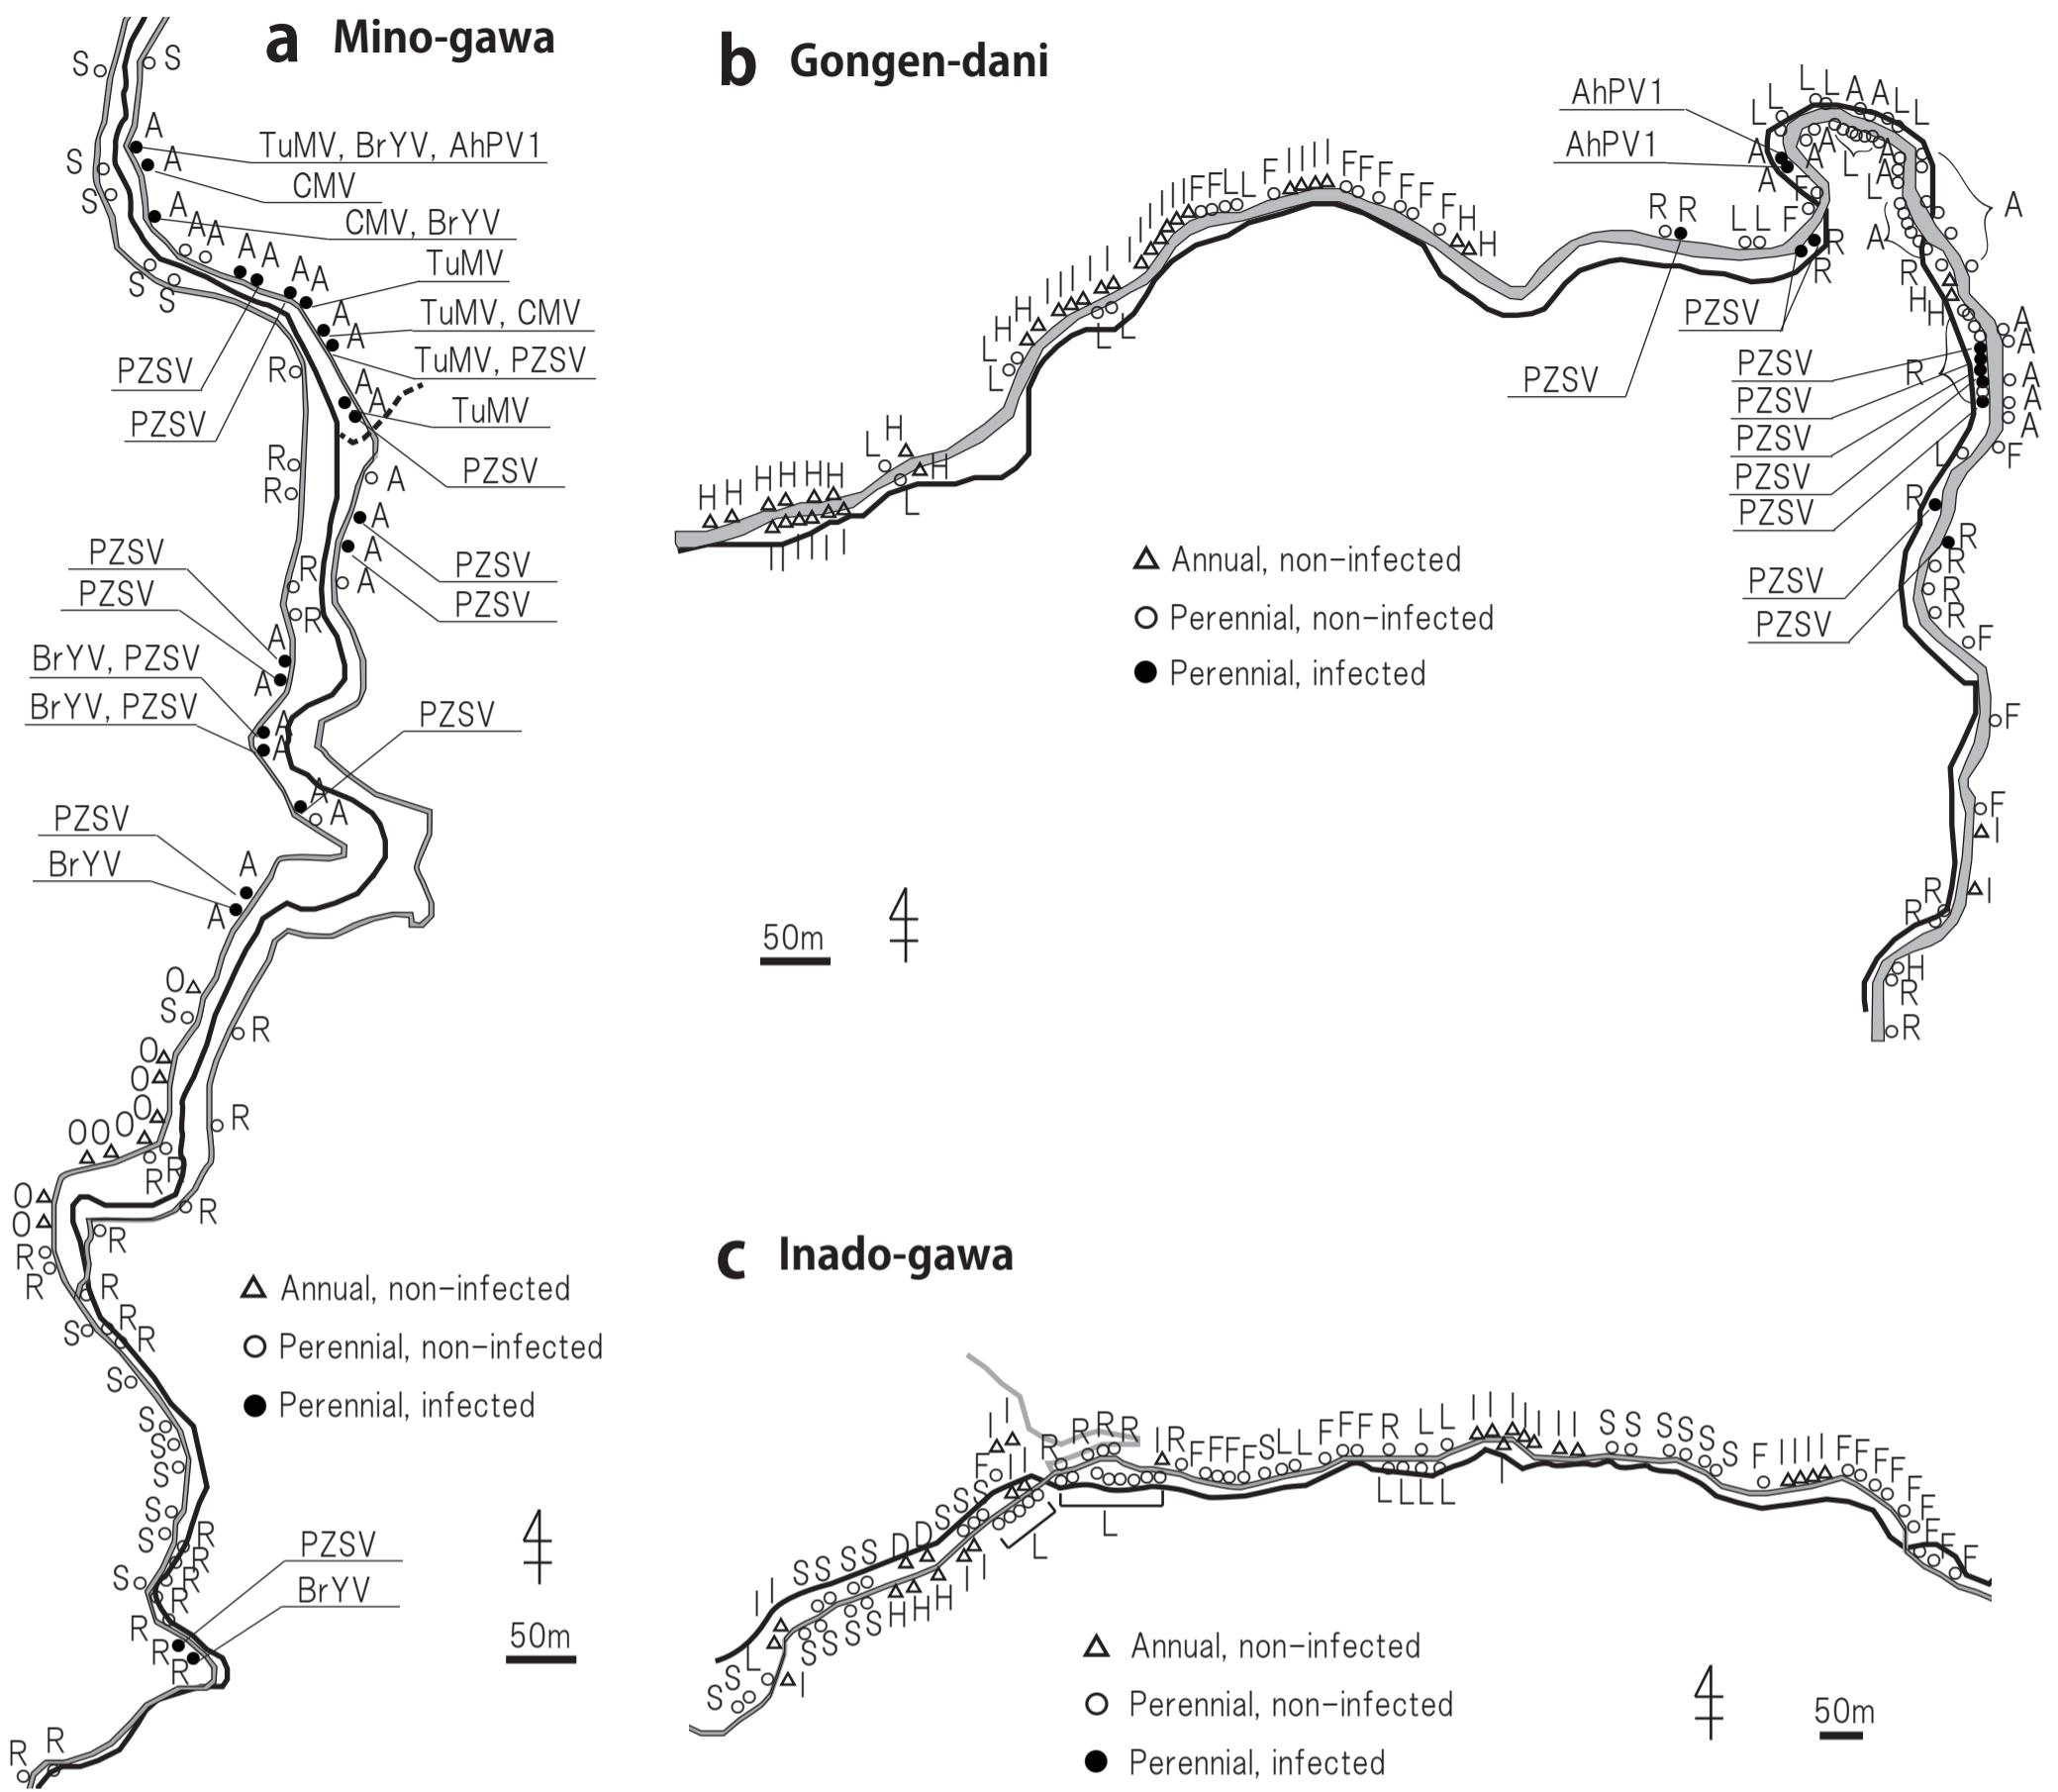 a Mino-gawa
S
S
A
TuMV, BrYV, AhPV1
S
A
CMV
S
A
CMV, BrYV
A
A
A
A
TuMV
A
A
S
S
A
TuMV, CMV
A
TuMV, PZSV
PZSV
R
A
A
TuMV
PZSV
R
PZSV
A
R
A
PZSV
A
PZSV
R
A
PZSV
PZSV
R
A
BrYV, PZSV
A
BrYV, PZSV
A
A
PZSV
A
A
PZSV
A
BrYV
A
O
S
R
O
O
O
R
O O O
R
R
O
R
O
R
R
R
R
R
S
R
S
S
S
S
S
S
R
R
S
R
R
R
R
R
PZSV
BrYV
R
R
Annual, non-infected
Perennial, non-infected
Perennial, infected
50m
b Gongen-dani
H H H H H H
I I I I I I
L H
H
L
L
L
H H
I I I I I
L L
I I I I I F F L L F I I I I F F F F F F H
H
R R L L F
R
R
PZSV
PZSV
AhPV1
AhPV1
L L L L A A L L
A A A A A
F
L
L
A
A
R
H
H
R
A
A
A
A
A
F
PZSV
PZSV
PZSV
PZSV
PZSV
L
R
R
R
R
R
PZSV
PZSV
F
F
F
I
I
R
R
H
R
R
Annual, non-infected
Perennial, non-infected
Perennial, infected
50m
c Inado-gawa
I I
F I I
R R R R
I R F F F F S L L F F F R L L I I I I I I I S S S S S S F I I I I F F F F F F F F F
I
L L L L
L
L
S S S
D D
S S S S
I I
I I
H H H
S S S S
L
S
S
I
Annual, non-infected
Perennial, non-infected
Perennial, infected
50m